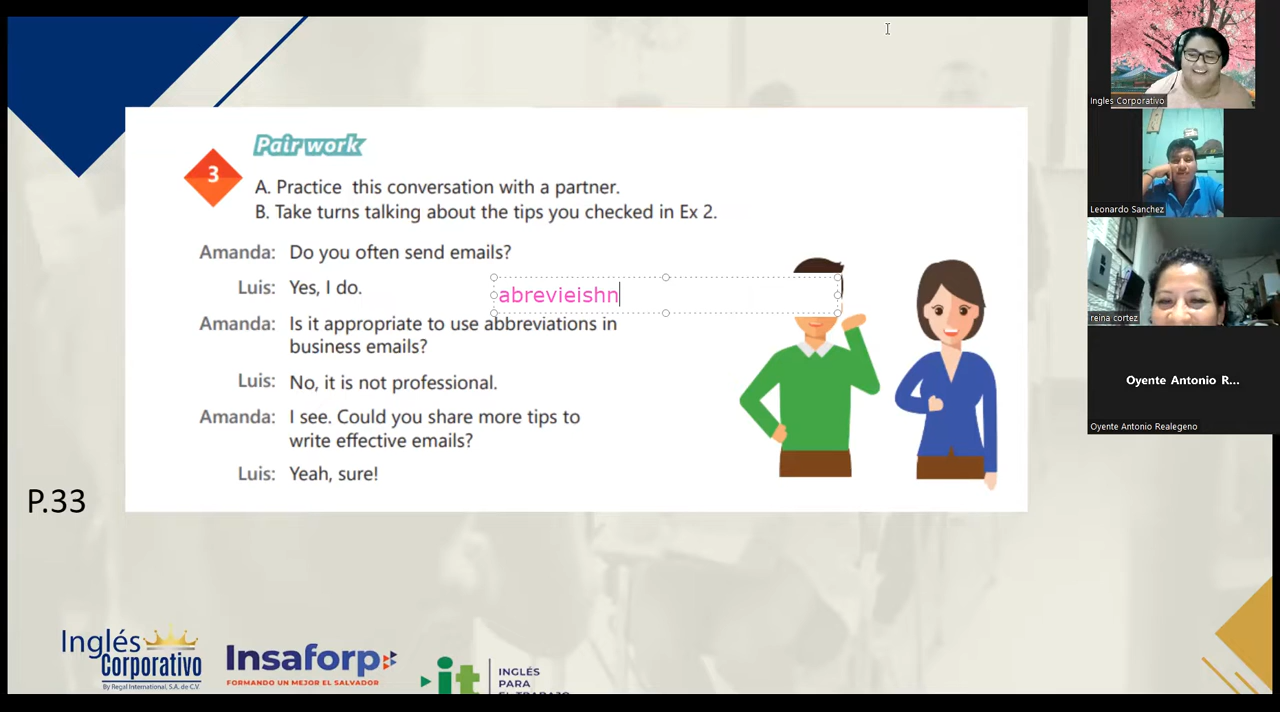 Pair work
3
A. Practice this conversation with a partner.
B. Take turns talking about the tips you checked in Ex 2.
Amanda: Do you often send emails?
Luis: Yes, I do.
abrevieishn
Amanda: Is it appropriate to use abbreviations in
business emails?
Luis: No, it is not professional.
Amanda: I see. Could you share more tips to
write effective emails?
Luis: Yeah, sure!
P.33
Inglés
Corporativo
By Regal International, S.A. de C.V.
Insaforp
FORMANDO UN MEJOR EL SALVADOR
it
INGLÉS
PARA
EL TRABAJO
Ingles Corporativo
Leonardo Sanchez
reina cortez
Oyente Antonio R...
Oyente Antonio Realegeno